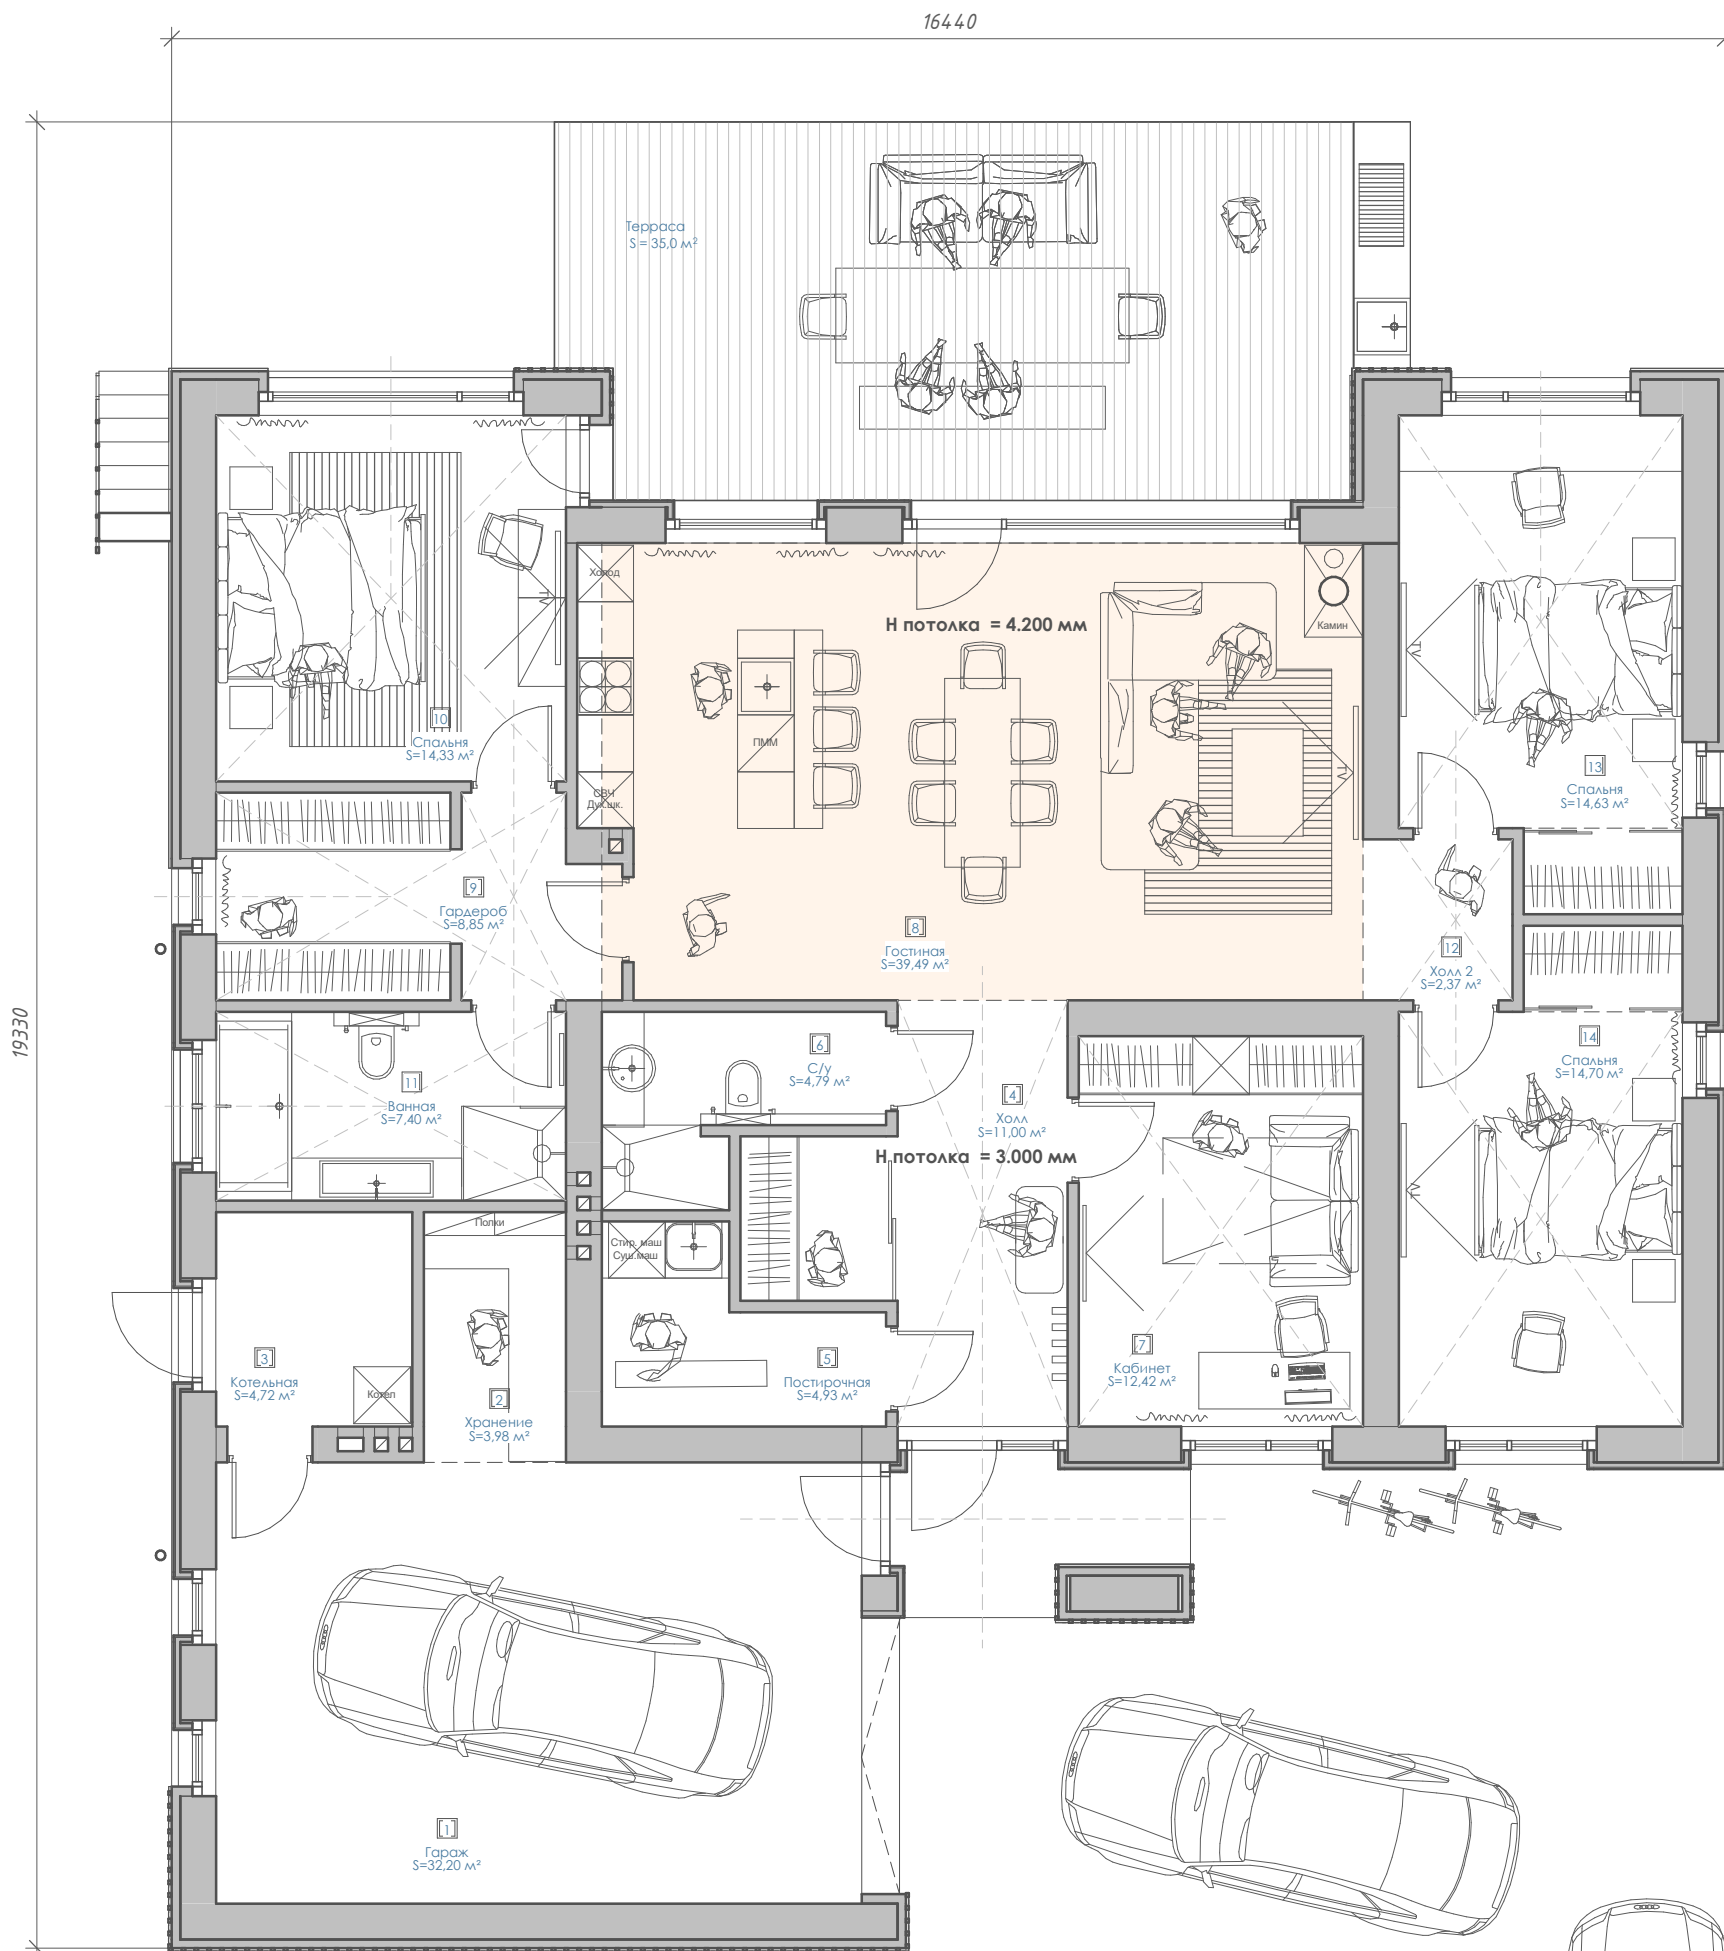 16440
19330
Терраса
S = 35,0 м²
Холод
Н потолка = 4.200 мм
Камин
TV
TV
TV
10
Спальня
S=14,33 м²
ПММ
СВЧ
Дух.шк.
13
Спальня
S=14,63 м²
9
Гардероб
S=8,85 м²
8
Гостиная
S=39,49 м²
12
Холл 2
S=2,37 м²
6
С/у
S=4,79 м²
14
Спальня
S=14,70 м²
11
Ванная
S=7,40 м²
4
Холл
S=11,00 м²
Н потолка = 3.000 мм
TV
Полки
Стир. маш
Суш.маш
3
Котельная
S=4,72 м²
Котел
2
Хранение
S=3,98 м²
5
Постирочная
S=4,93 м²
7
Кабинет
S=12,42 м²
1
Гараж
S=32,20 м²